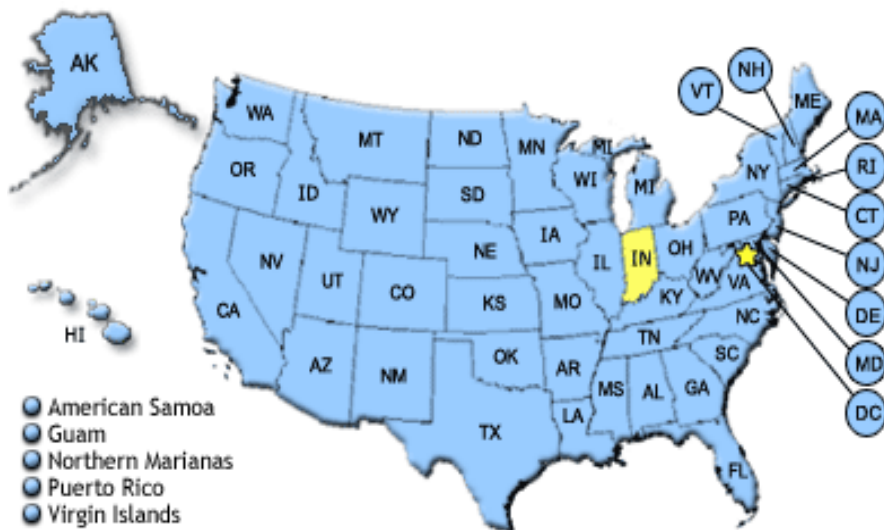 AK
NH
VT
ME
WA
MA
MT
ND
MN
MI
OR
RI
NY
ID
SD
WI
MI
WY
CT
PA
IA
NE
OH
NV
IL
IN
NJ
UT
WV
VA
CO
KY
CA
KS
MO
DE
NC
HI
TN
OK
SC
AZ
MD
NM
AR
MS
AL
GA
American Samoa
DC
LA
TX
Guam
Northern Marianas
FL
Puerto Rico
Virgin Islands